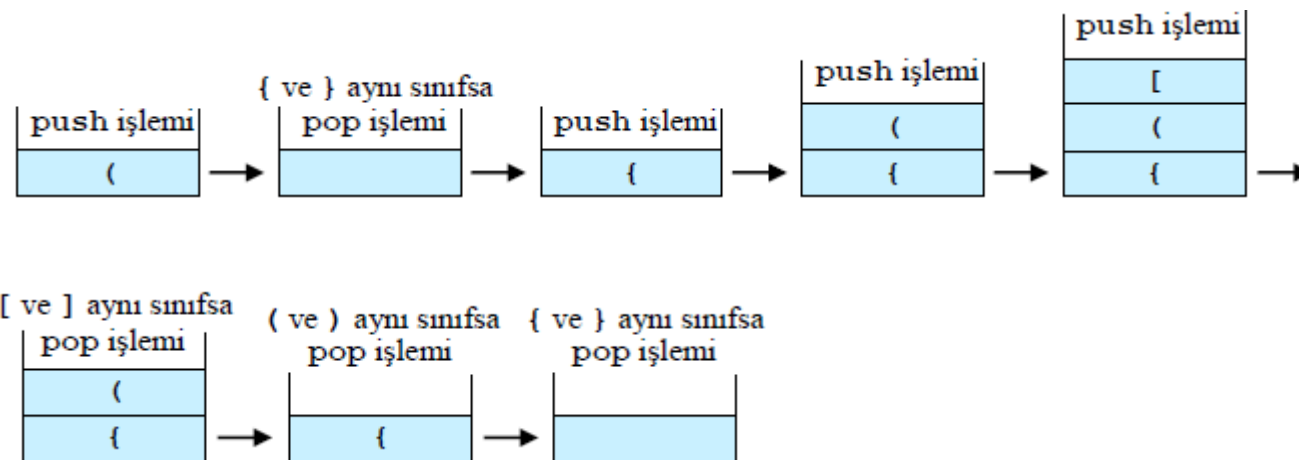 push işlemi
(
{ ve } aynı sınıfsa
pop işlemi
push işlemi
{
push işlemi
(
{
push işlemi
[
(
{
[ ve ] aynı sınıfsa
pop işlemi
(
{
( ve ) aynı sınıfsa
pop işlemi
{
{ ve } aynı sınıfsa
pop işlemi